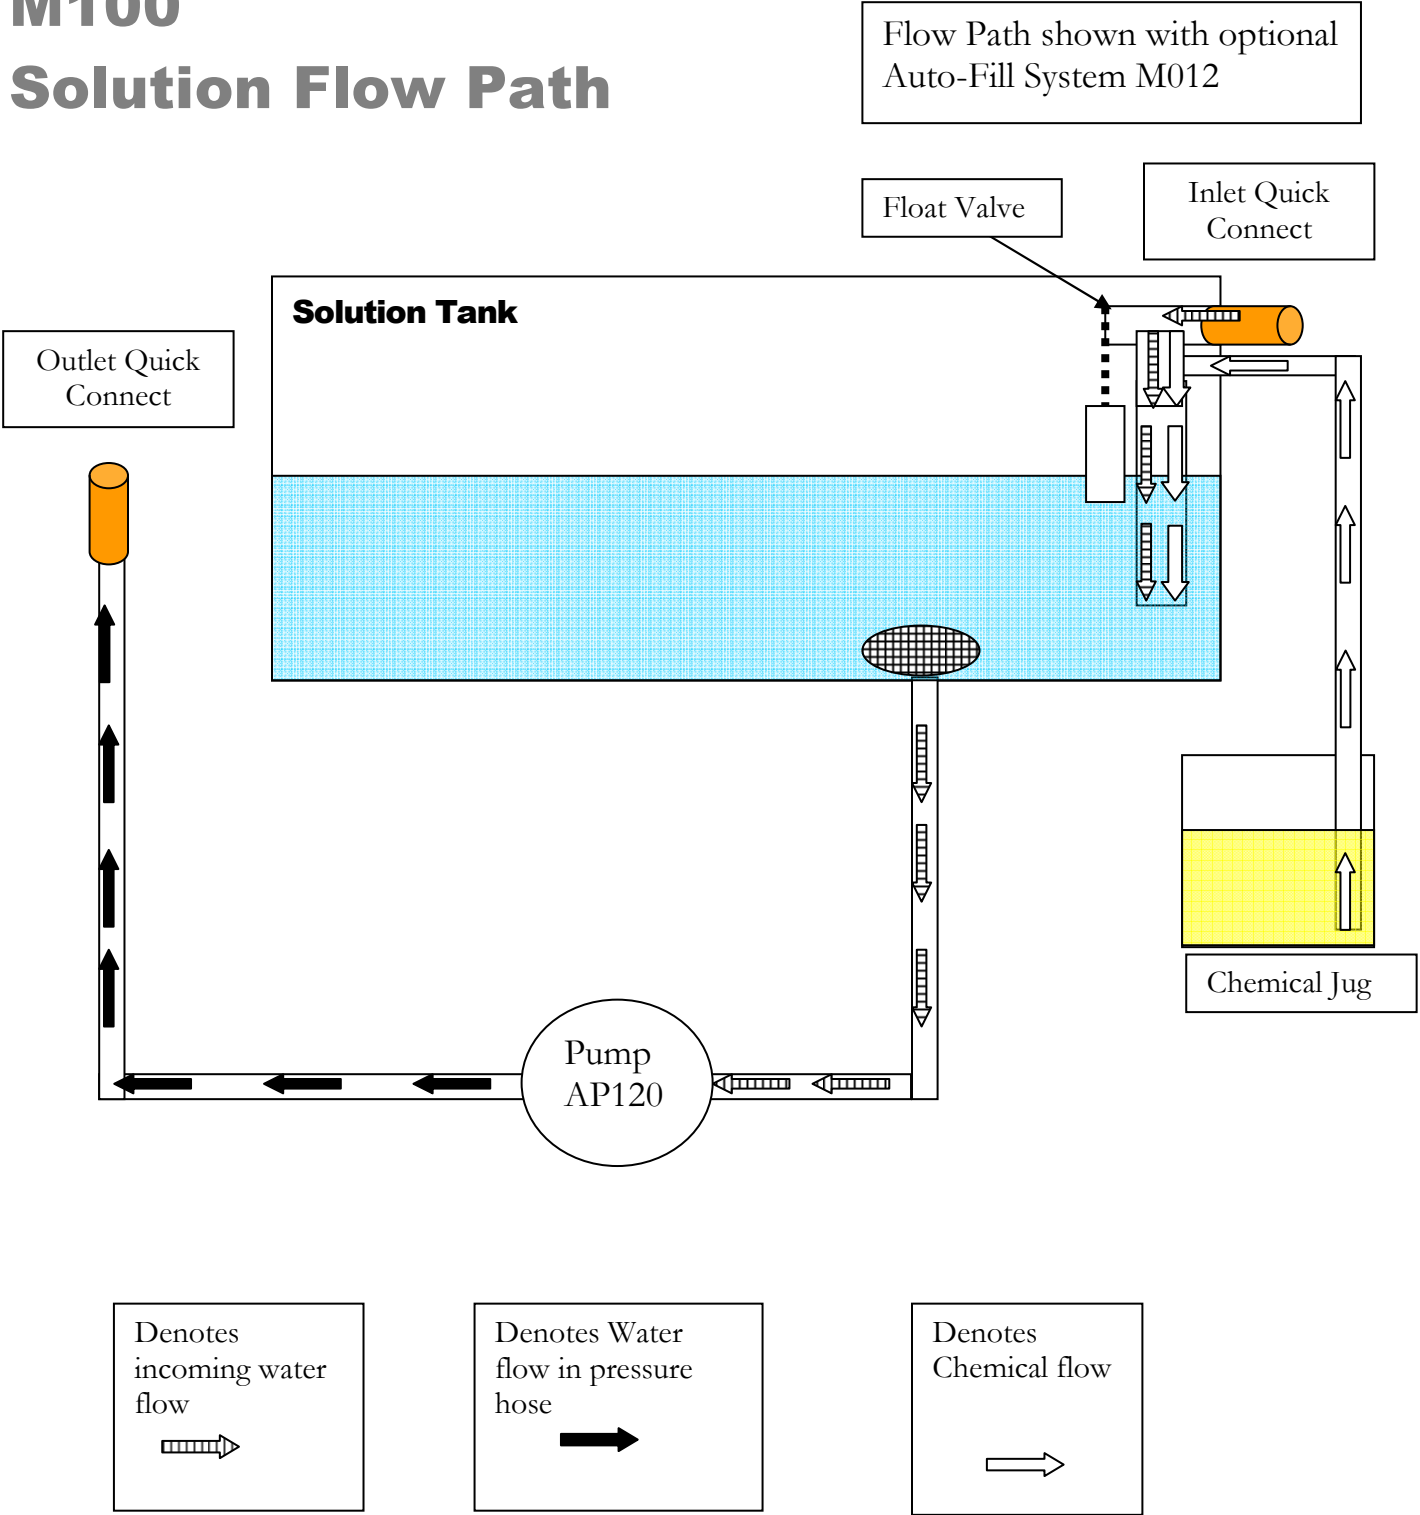 M100
Solution Flow Path
Flow Path shown with optional
Auto-Fill System M012
Float Valve
Inlet Quick
Connect
Solution Tank
Outlet Quick
Connect
Chemical Jug
Pump
AP120
Denotes
incoming water
flow
Denotes Water
flow in pressure
hose
Denotes
Chemical flow